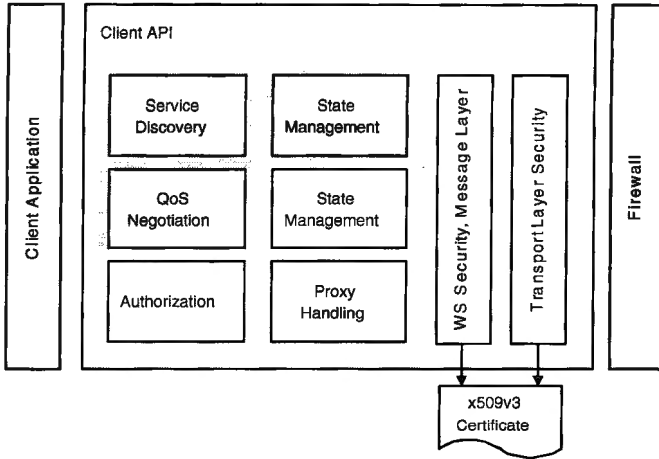 Client Application
Client API
Service
Discovery
State
Management
QoS
Negotiation
State
Management
Authorization
Proxy
Handling
WS Security, Message Layer
Transport Layer Security
Firewall
x509v3
Certificate